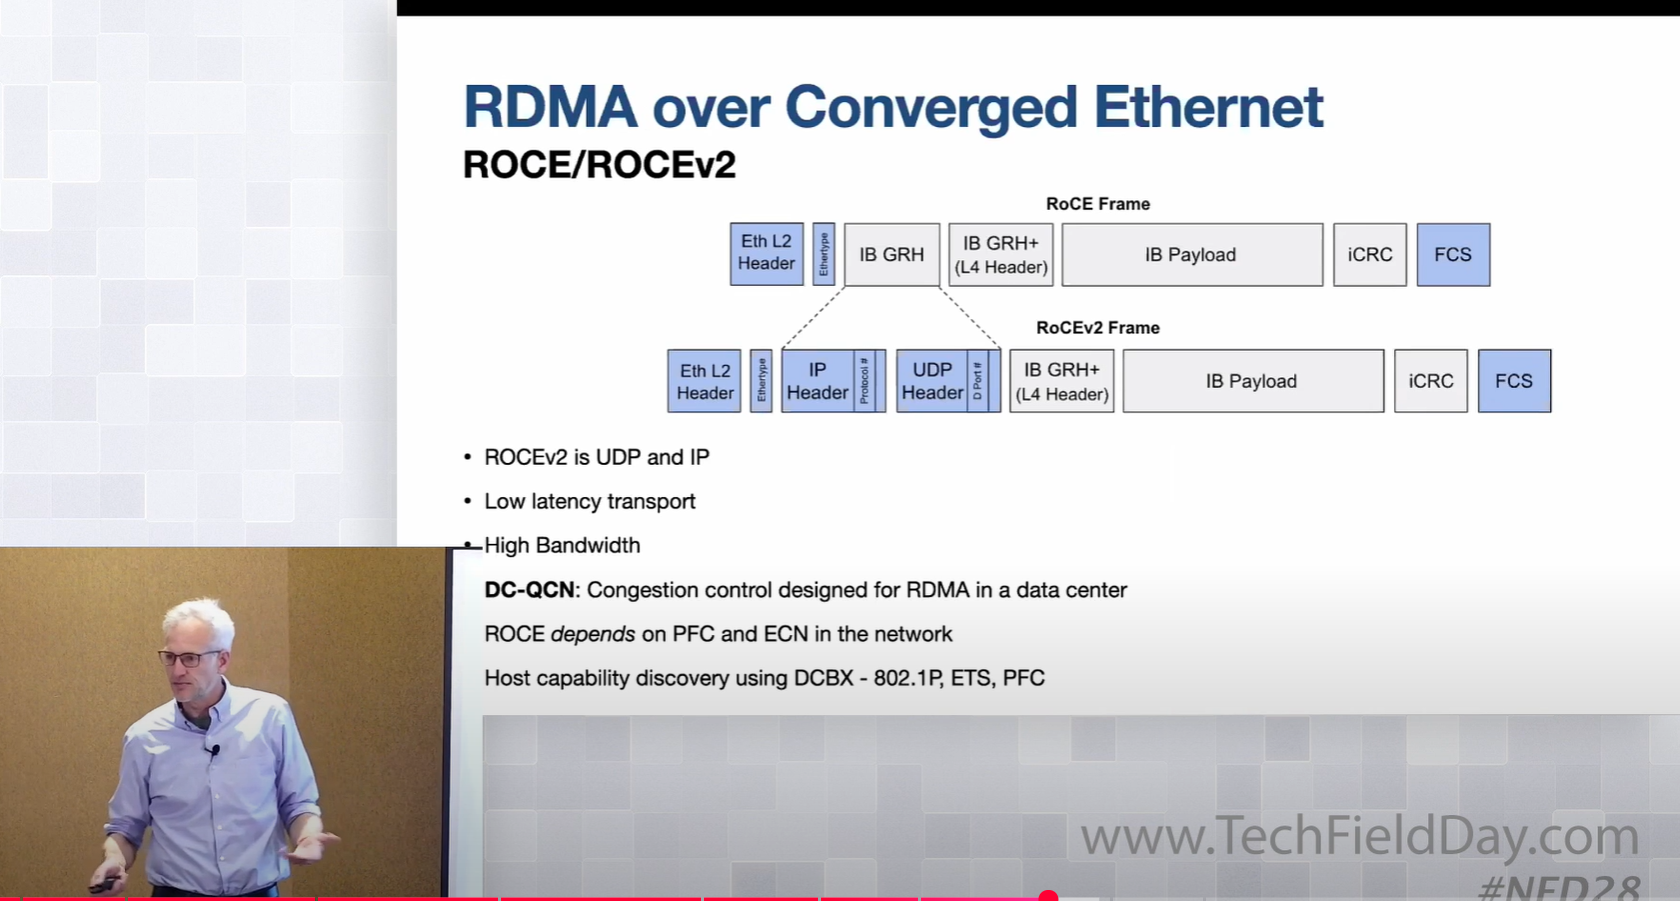 RDMA over Converged Ethernet
ROCE/ROCEv2
RoCE Frame
Eth L2
Header
Ethertype
IB GRH
IB GRH+
(L4 Header)
IB Payload
iCRC
FCS
RoCEv2 Frame
Eth L2
Header
Ethertype
IP
Header
Protocol #
UDP
Header
D Port #
IB GRH+
(L4 Header)
IB Payload
iCRC
FCS
• ROCEv2 is UDP and IP
• Low latency transport
• High Bandwidth
DC-QCN: Congestion control designed for RDMA in a data center
ROCE depends on PFC and ECN in the network
Host capability discovery using DCBX - 802.1P, ETS, PFC
www.TechFieldDay.com
#NFD28